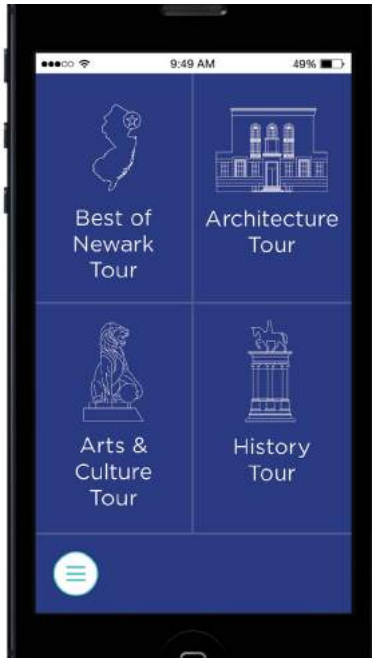 9:49 AM
49%
Best of
Newark
Tour
Architecture
Tour
Arts &
Culture
Tour
History
Tour